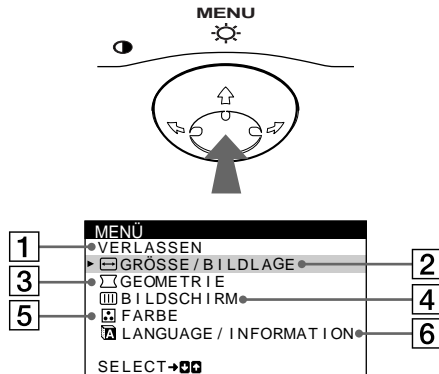 MENU
MENÜ
1 VERLASSEN
GRÖSSE/BILDLAGE 2
3 GEOMETRIE
BILDSCHIRM 4
5 FARBE
A LANGUAGE / INFORMATION 6
SELECT→